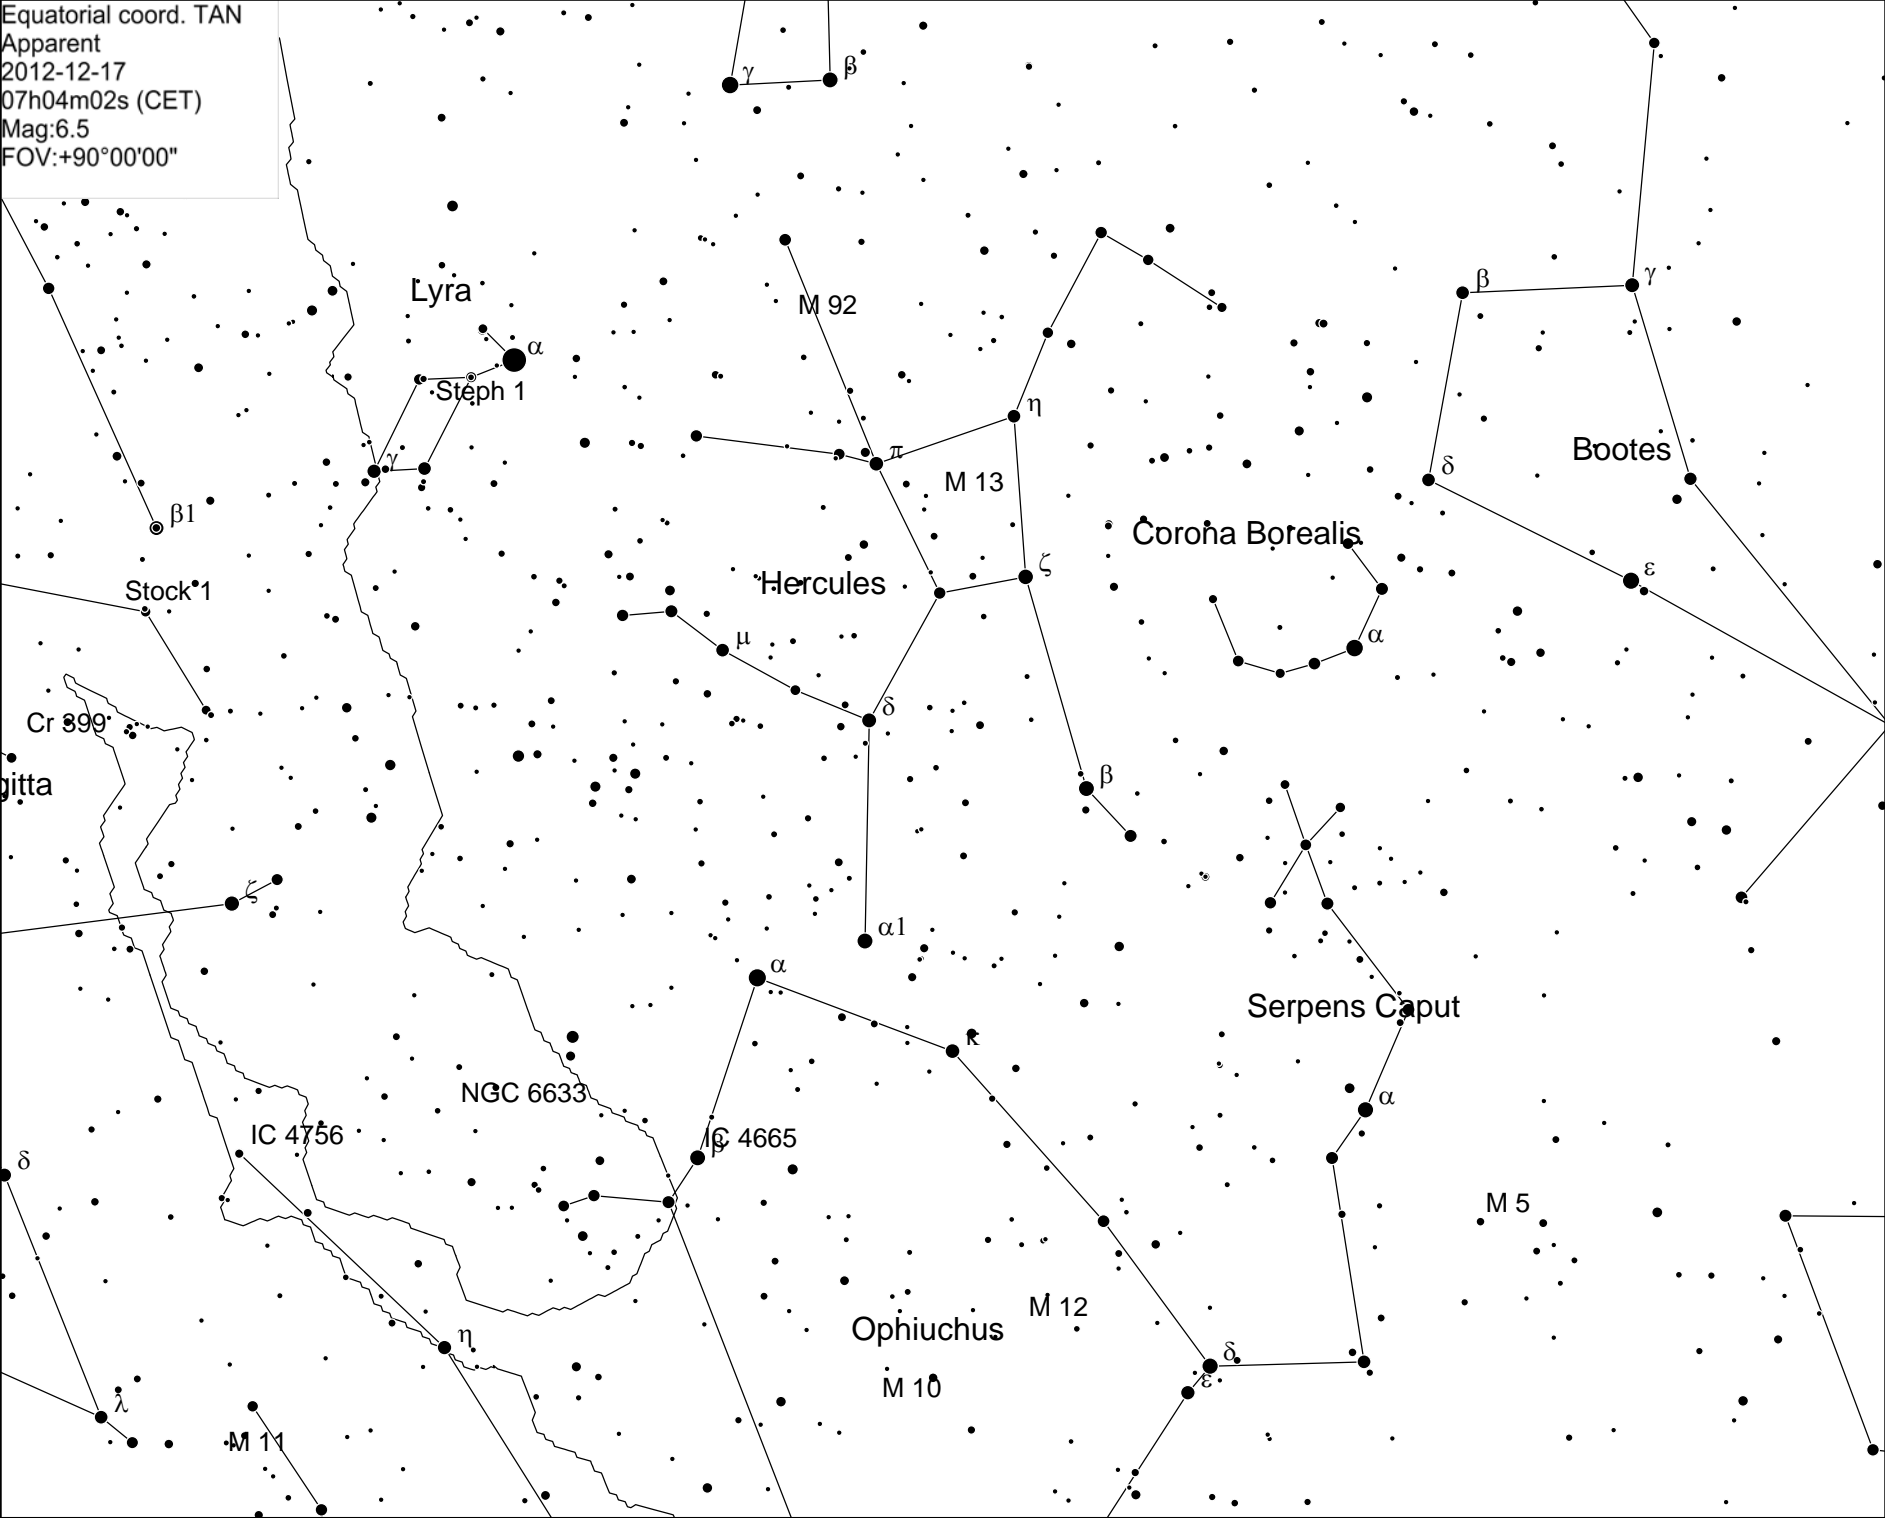 Equatorial coord. TAN
Apparent
2012-12-17
07h04m02s (CET)
Mag:6.5
FOV:+90°00'00"
γ
β
Lyra
α
Steph 1
γ
M 92
η
π
M 13
β
γ
Bootes
δ
β1
Corona Borealis
ε
Stock 1
Hercules
ζ
μ
α
δ
Cr 399
gitta
β
ζ
α1
α
κ
Serpens Caput
NGC 6633
α
IC 4756
β
IC 4665
δ
M 5
M 12
Ophiuchus
η
δ
ε
M 10
λ
M 11